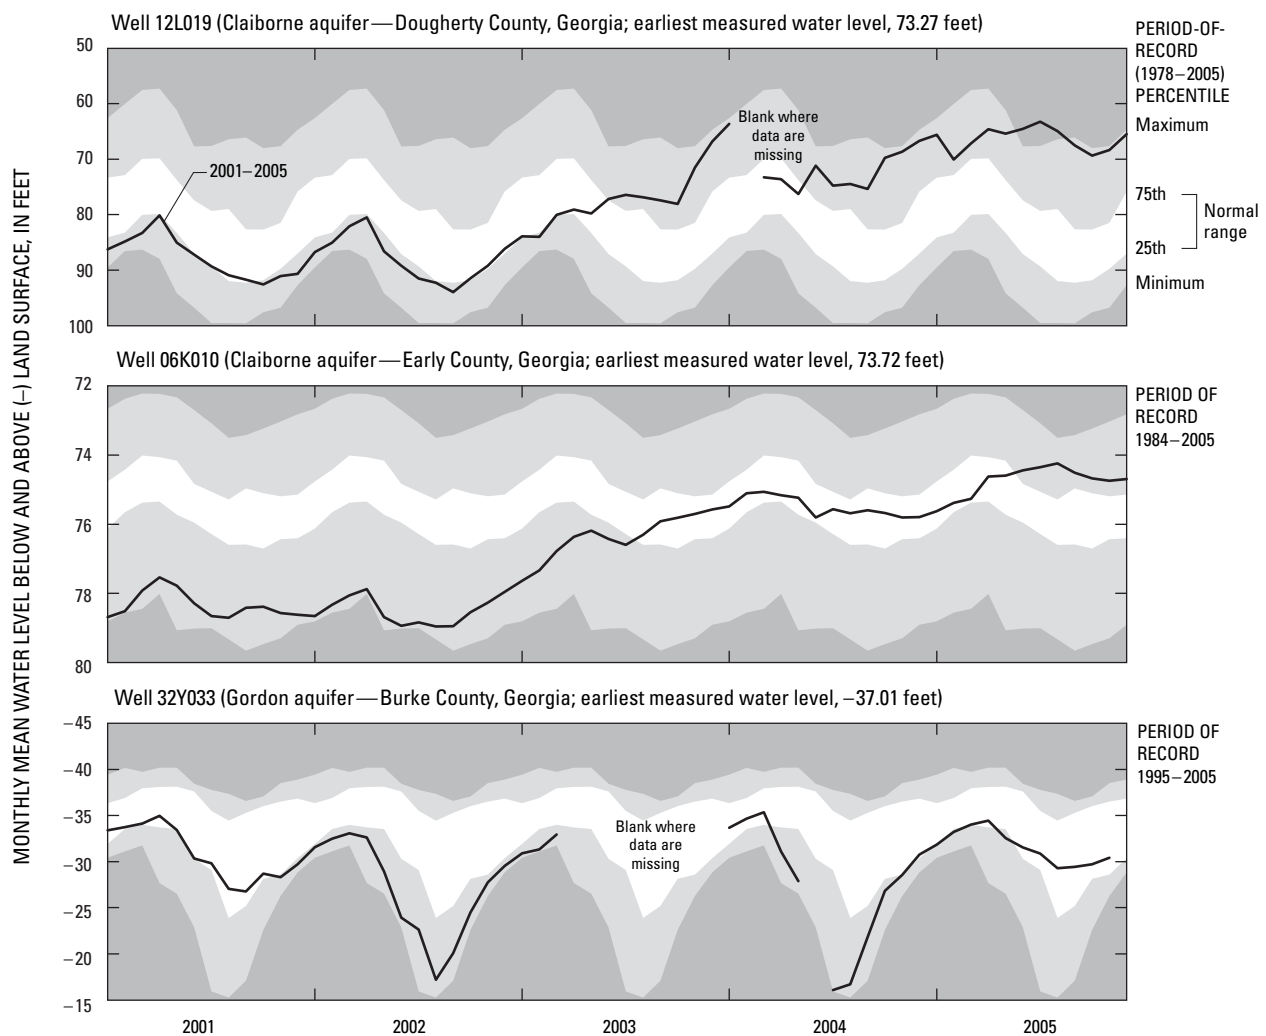 MONTHLY MEAN WATER LEVEL BELOW AND ABOVE (–) LAND SURFACE, IN FEET
Well 12L019 (Claiborne aquifer—Dougherty County, Georgia; earliest measured water level, 73.27 feet)
50
60
70
80
90
100
2001–2005
Blank where
data are
missing
PERIOD-OF-
RECORD
(1978–2005)
PERCENTILE
Maximum
75th
25th
Normal
range
Minimum
Well 06K010 (Claiborne aquifer—Early County, Georgia; earliest measured water level, 73.72 feet)
72
74
76
78
80
PERIOD OF
RECORD
1984–2005
Well 32Y033 (Gordon aquifer—Burke County, Georgia; earliest measured water level, –37.01 feet)
–45
–40
–35
–30
–25
–20
–15
Blank where
data are
missing
PERIOD OF
RECORD
1995–2005
2001
2002
2003
2004
2005